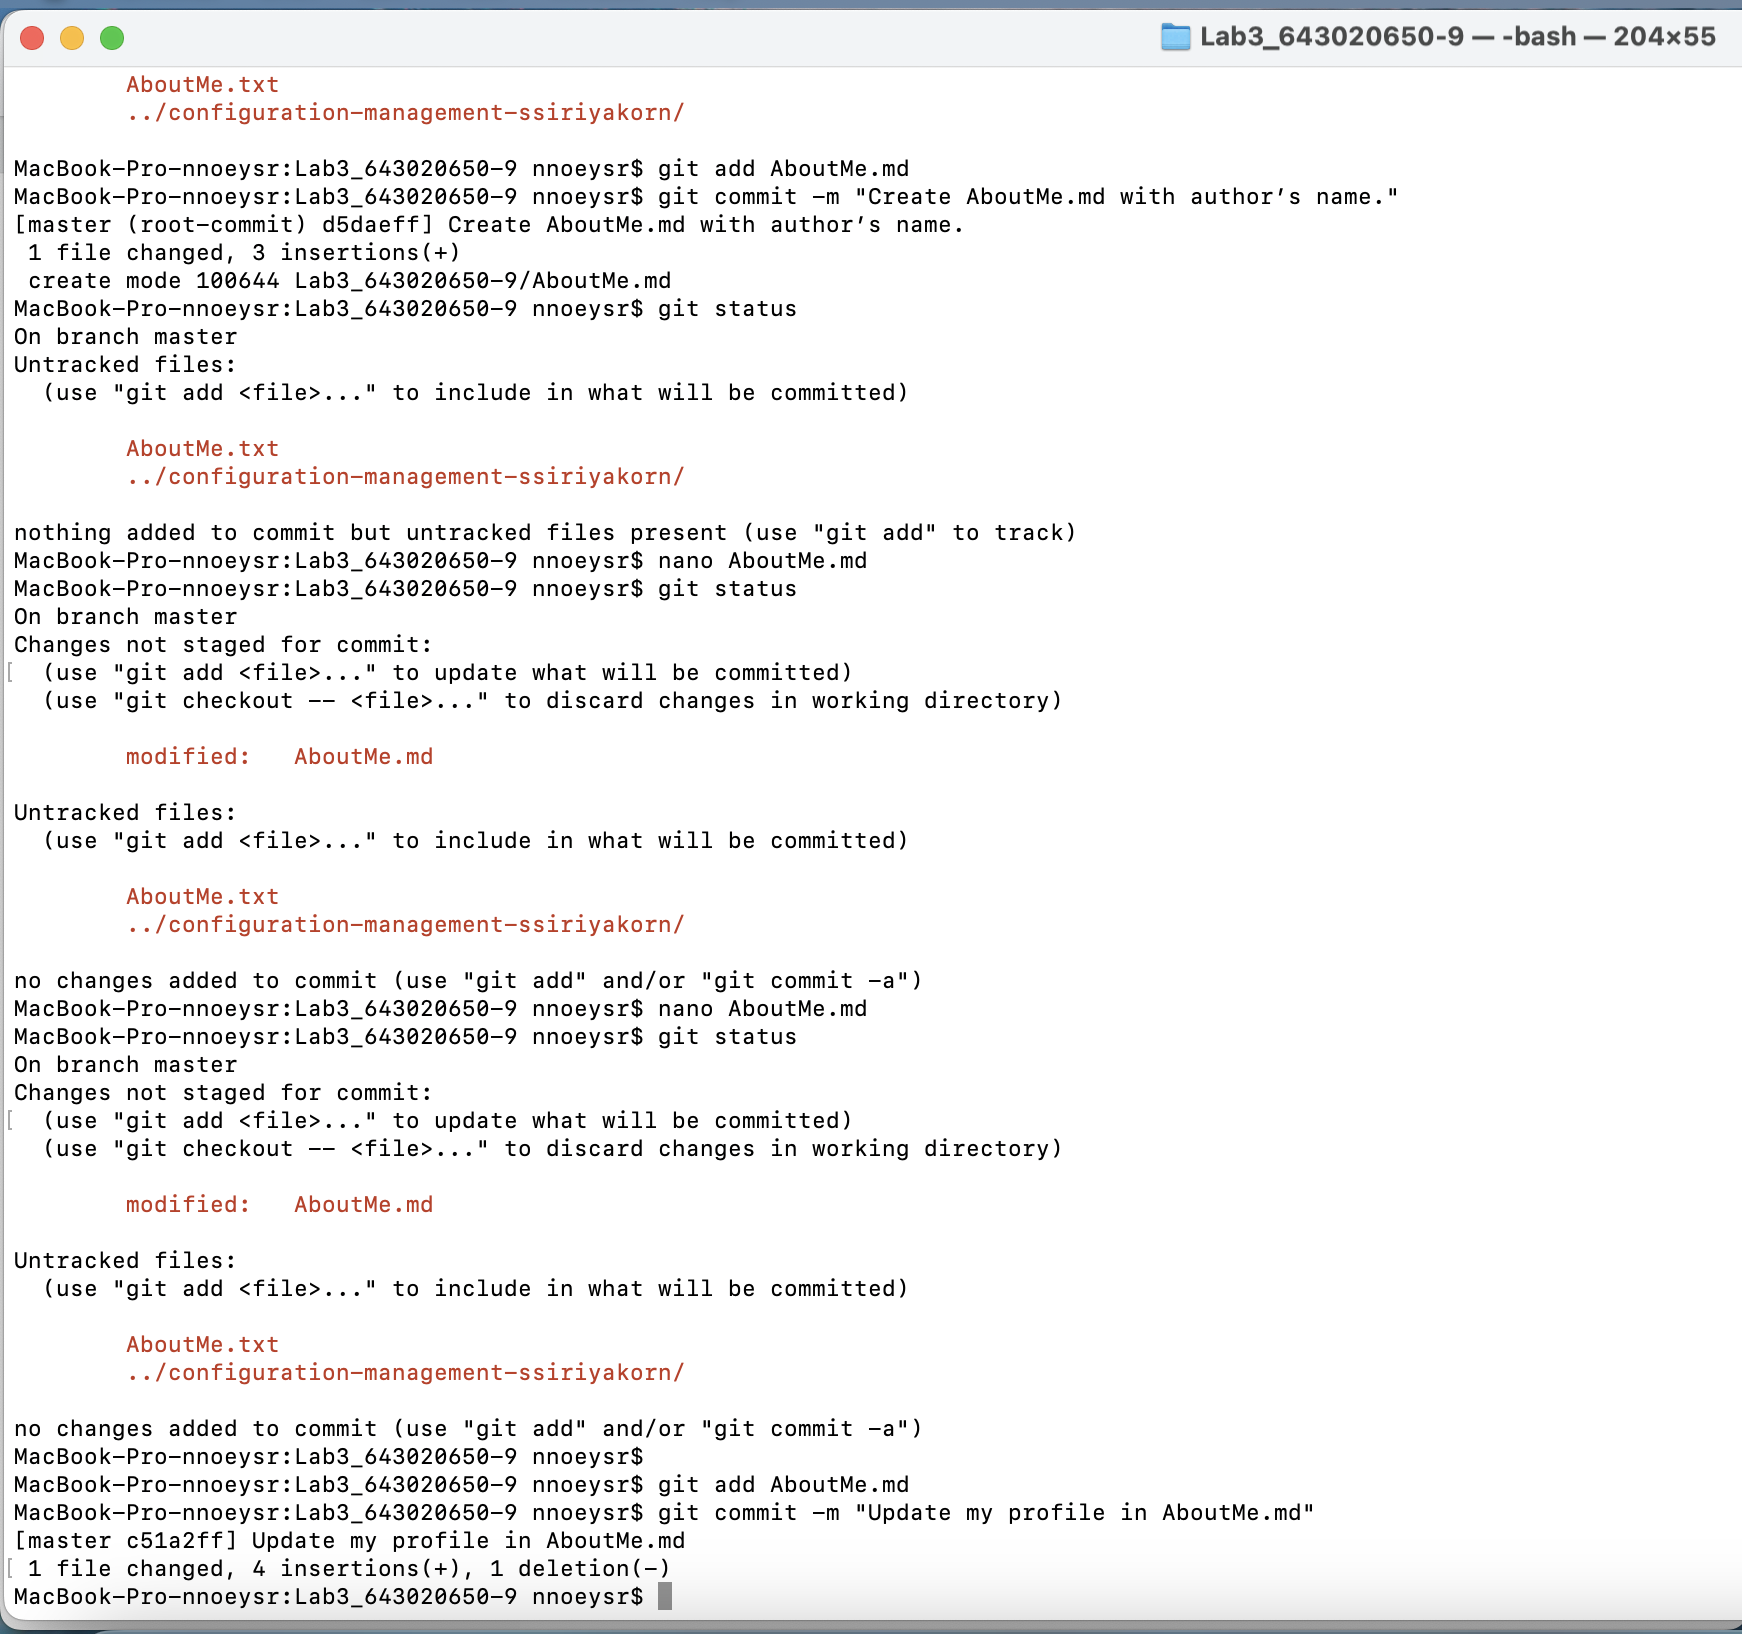 Lab3_643020650-9 — -bash — 204×55
AboutMe.txt
../configuration-management-ssiriyakorn/
MacBook-Pro-nnoeysr:Lab3_643020650-9 nnoeysr$ git add AboutMe.md
MacBook-Pro-nnoeysr:Lab3_643020650-9 nnoeysr$ git commit -m "Create AboutMe.md with author’s name."
[master (root-commit) d5daeff] Create AboutMe.md with author’s name.
1 file changed, 3 insertions(+)
create mode 100644 Lab3_643020650-9/AboutMe.md
MacBook-Pro-nnoeysr:Lab3_643020650-9 nnoeysr$ git status
On branch master
Untracked files:
(use "git add <file>..." to include in what will be committed)
AboutMe.txt
../configuration-management-ssiriyakorn/
nothing added to commit but untracked files present (use "git add" to track)
MacBook-Pro-nnoeysr:Lab3_643020650-9 nnoeysr$ nano AboutMe.md
MacBook-Pro-nnoeysr:Lab3_643020650-9 nnoeysr$ git status
On branch master
Changes not staged for commit:
[ (use "git add <file>..." to update what will be committed)
(use "git checkout -- <file>..." to discard changes in working directory)
modified: AboutMe.md
Untracked files:
(use "git add <file>..." to include in what will be committed)
AboutMe.txt
../configuration-management-ssiriyakorn/
no changes added to commit (use "git add" and/or "git commit -a")
MacBook-Pro-nnoeysr:Lab3_643020650-9 nnoeysr$ nano AboutMe.md
MacBook-Pro-nnoeysr:Lab3_643020650-9 nnoeysr$ git status
On branch master
Changes not staged for commit:
[ (use "git add <file>..." to update what will be committed)
(use "git checkout -- <file>..." to discard changes in working directory)
modified: AboutMe.md
Untracked files:
(use "git add <file>..." to include in what will be committed)
AboutMe.txt
../configuration-management-ssiriyakorn/
no changes added to commit (use "git add" and/or "git commit -a")
MacBook-Pro-nnoeysr:Lab3_643020650-9 nnoeysr$
MacBook-Pro-nnoeysr:Lab3_643020650-9 nnoeysr$ git add AboutMe.md
MacBook-Pro-nnoeysr:Lab3_643020650-9 nnoeysr$ git commit -m "Update my profile in AboutMe.md"
[master c51a2ff] Update my profile in AboutMe.md
[ 1 file changed, 4 insertions(+), 1 deletion(-)
MacBook-Pro-nnoeysr:Lab3_643020650-9 nnoeysr$